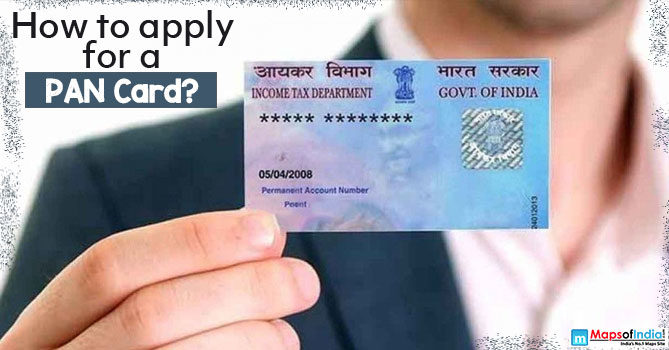 How to apply
for a
PAN Card?
आयकर विभाग
भारत सरकार
INCOME TAX DEPARTMENT
GOVT. OF INDIA
***** ********
05/04/2008
Permanent Account Number
24012013
MapsofIndia
India's No.1 Maps Site